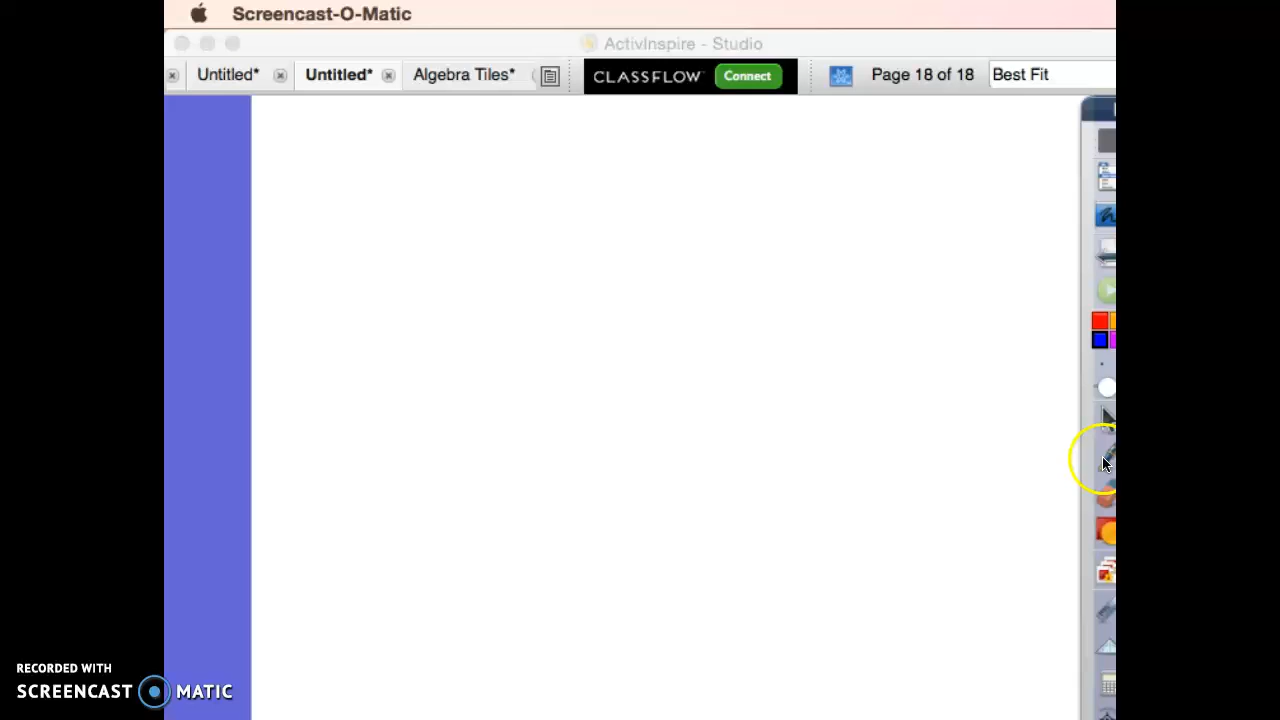 Screencast-O-Matic
ActivInspire - Studio
Untitled* Untitled* Algebra Tiles* CLASSFLOW Connect Page 18 of 18 Best Fit
RECORDED WITH
SCREENCAST MATIC